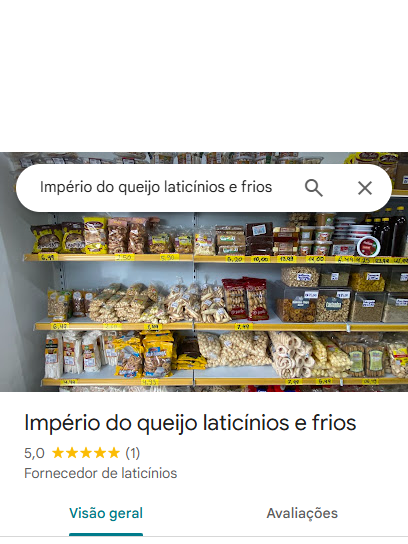 Império do queijo laticínios e frios
Império do queijo laticínios e frios
5,0 (1)
Fornecedor de laticínios
Visão geral
Avaliações